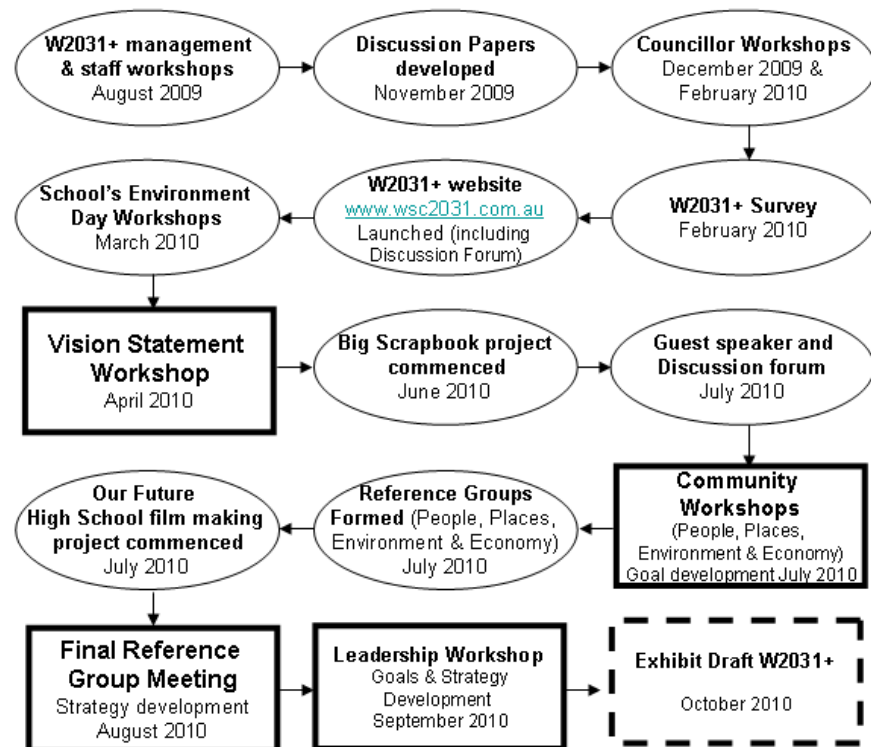 W2031+ management
& staff workshops
August 2009
Discussion Papers
developed
November 2009
Councillor Workshops
December 2009 &
February 2010
W2031+ Survey
February 2010
W2031+ website
www.wsc2031.com.au
Launched (including
Discussion Forum)
School's Environment
Day Workshops
March 2010
Vision Statement
Workshop
April 2010
Big Scrapbook project
commenced
June 2010
Guest speaker and
Discussion forum
July 2010
Community
Workshops
(People, Places,
Environment & Economy)
Goal development July 2010
Reference Groups
Formed (People, Places,
Environment & Economy)
July 2010
Our Future
High School film making
project commenced
July 2010
Final Reference
Group Meeting
Strategy development
August 2010
Leadership Workshop
Goals & Strategy
Development
September 2010
Exhibit Draft W2031+
October 2010